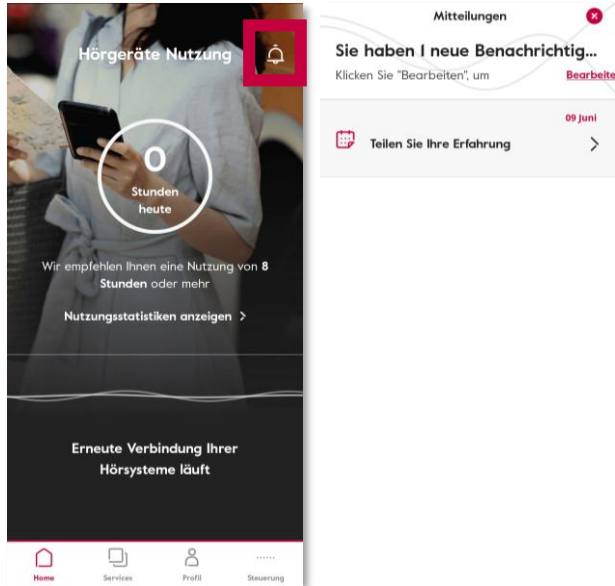 Hörgeräte Nutzung
0
Stunden
heute
Wir empfehlen Ihnen eine Nutzung von 8
Stunden oder mehr
Nutzungsstatistiken anzeigen >
Erneute Verbindung Ihrer
Hörsysteme läuft
Home Services Profil Steuerung
Mitteilungen
Sie haben 1 neue Benachrichtig...
Klicken Sie "Bearbeiten", um Bearbeite
09 Juni
Teilen Sie Ihre Erfahrung